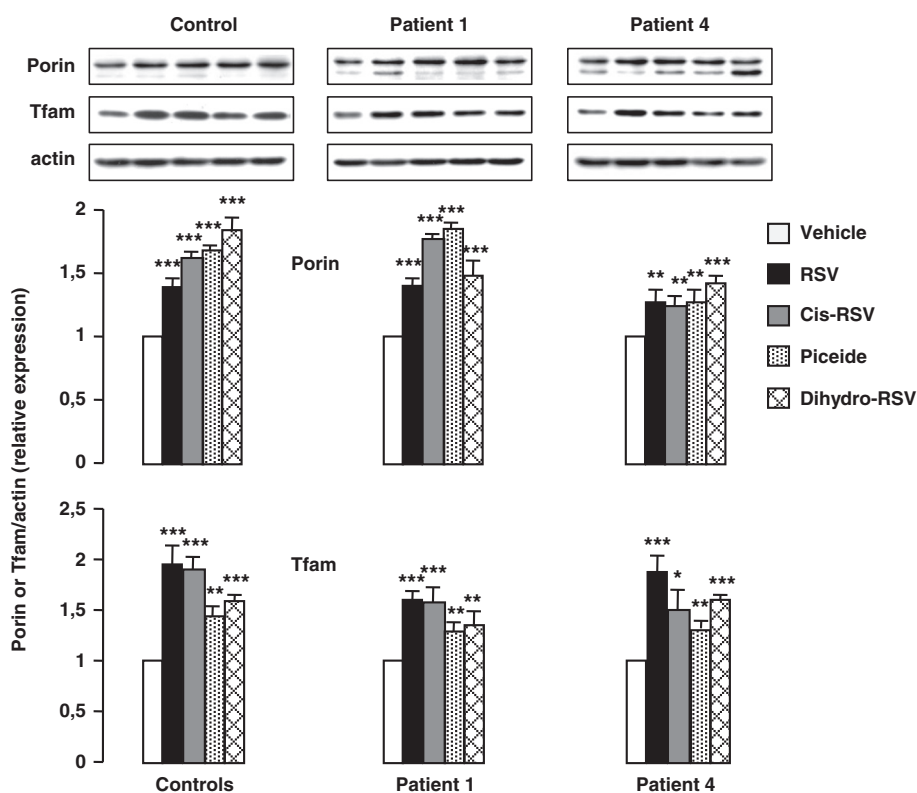 Control Patient 1 Patient 4
Porin
Tfam
actin
Porin or Tfam/actin (relative expression)
2
1,5
1
0,5
0
*** *** *** ***
Porin
*** *** *** ***
** ** ** ***
Vehicle
RSV
Cis-RSV
Piceide
Dihydro-RSV
2,5
2
1,5
1
0,5
0
*** *** ** ***
Tfam
*** *** ** **
*** * ** ***
Controls Patient 1 Patient 4